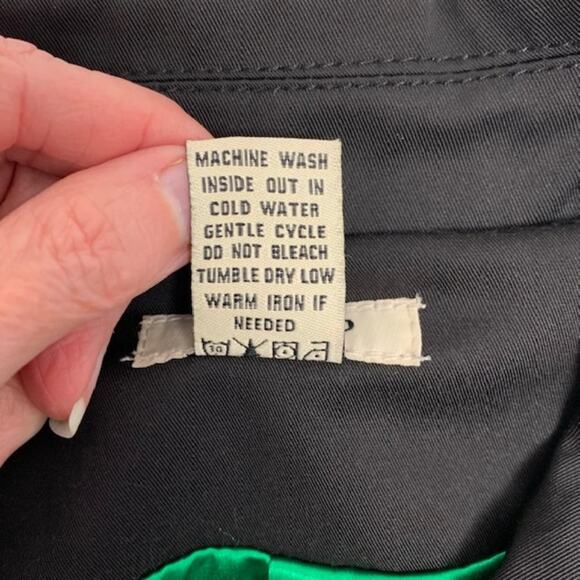 MACHINE WASH
INSIDE OUT IN
COLD WATER
GENTLE CYCLE
DO NOT BLEACH
TUMBLE DRY LOW
WARM IRON IF
NEEDED
30
P